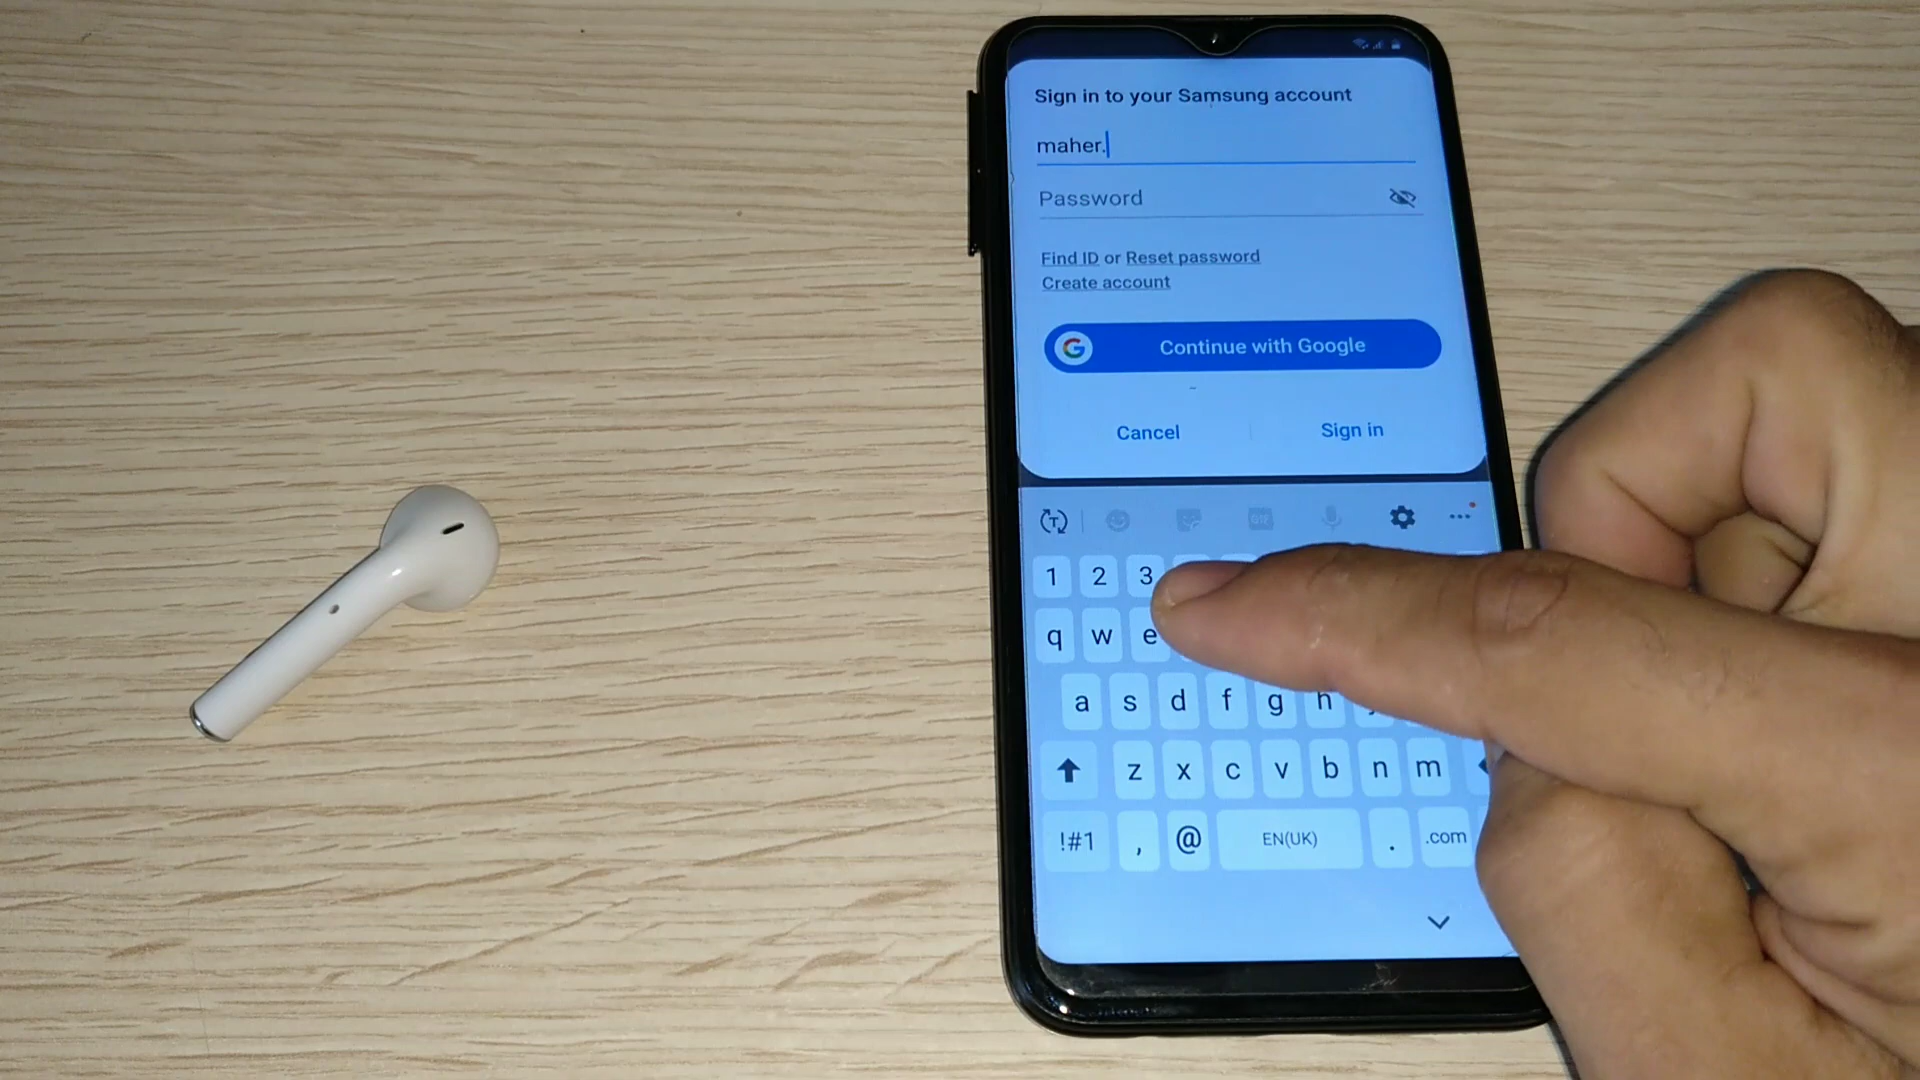 Sign in to your Samsung account
maher.
Password
Find ID or Reset password
Create account
G Continue with Google
Cancel Sign in
T GIF
1 2 3
q w e
a s d f g h
z x c v b n m
!#1 , @ EN(UK) . .com